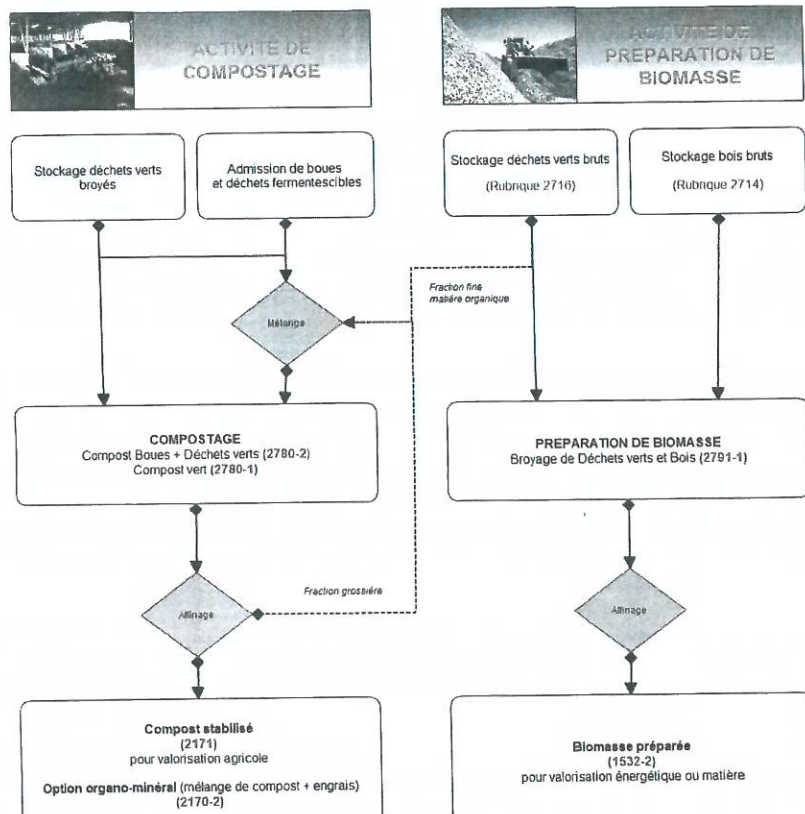 ACTIVITE DE
COMPOSTAGE
ACTIVITE DE
PREPARATION DE
BIOMASSE
Stockage déchets verts
broyés
Admission de boues
et déchets fermentescibles
Stockage déchets verts bruts
(Rubrique 2716)
Stockage bois bruts
(Rubrique 2714)
Fraction fine
matière organique
Mélange
COMPOSTAGE
Compost Boues + Déchets verts (2780-2)
Compost vert (2780-1)
PREPARATION DE BIOMASSE
Broyage de Déchets verts et Bois (2791-1)
Fraction grossière
Affinage
Affinage
Compost stabilisé
(2171)
pour valorisation agricole
Option organo-minéral (mélange de compost + engrais)
(2170-2)
Biomasse préparée
(1532-2)
pour valorisation énergétique ou matière